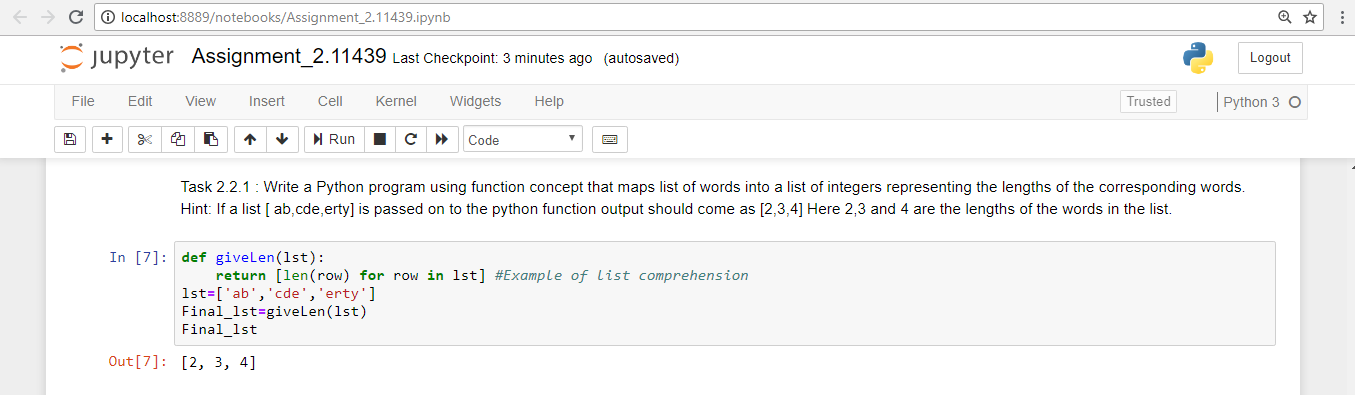 localhost:8889/notebooks/Assignment_2.11439.ipynb
jupyter Assignment_2.11439 Last Checkpoint: 3 minutes ago (autosaved) Logout
File Edit View Insert Cell Kernel Widgets Help Trusted Python 3
Run Code
Task 2.2.1 : Write a Python program using function concept that maps list of words into a list of integers representing the lengths of the corresponding words.
Hint: If a list [ ab,cde,erty] is passed on to the python function output should come as [2,3,4] Here 2,3 and 4 are the lengths of the words in the list.
In [7]: def giveLen(lst):
    return [len(row) for row in lst] #Example of list comprehension
lst=['ab','cde','erty']
Final_lst=giveLen(lst)
Final_lst
Out[7]: [2, 3, 4]